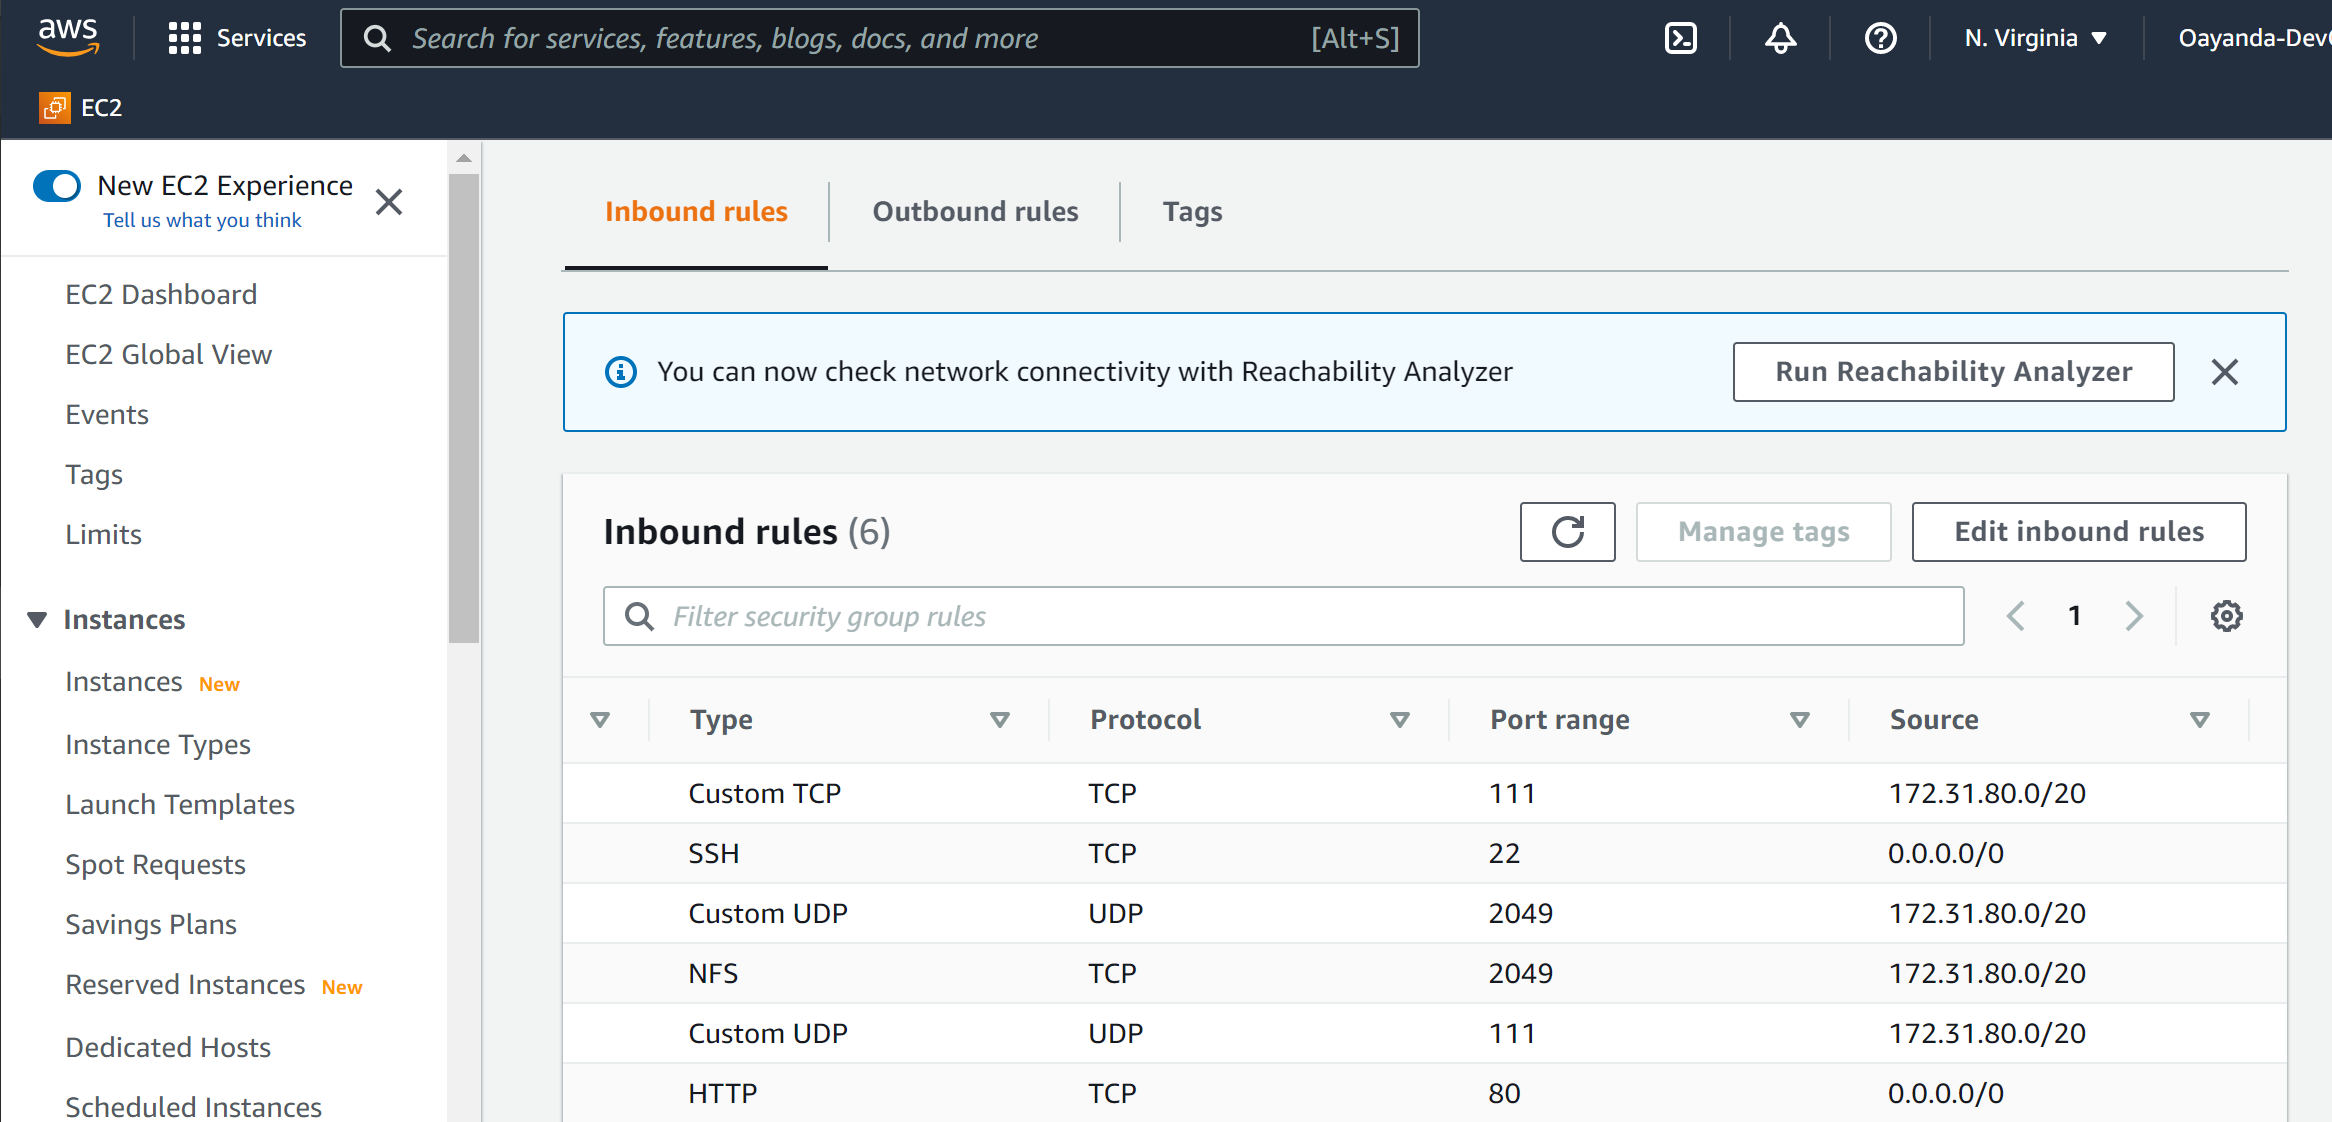 aws
Services
Search for services, features, blogs, docs, and more [Alt+S]
N. Virginia
Oayanda-Dev
EC2
New EC2 Experience
Tell us what you think
EC2 Dashboard
EC2 Global View
Events
Tags
Limits
Instances
Instances New
Instance Types
Launch Templates
Spot Requests
Savings Plans
Reserved Instances New
Dedicated Hosts
Scheduled Instances
Inbound rules
Outbound rules
Tags
You can now check network connectivity with Reachability Analyzer
Run Reachability Analyzer
Inbound rules (6)
Manage tags
Edit inbound rules
Filter security group rules
1
Type Protocol Port range Source
Custom TCP TCP 111 172.31.80.0/20
SSH TCP 22 0.0.0.0/0
Custom UDP UDP 2049 172.31.80.0/20
NFS TCP 2049 172.31.80.0/20
Custom UDP UDP 111 172.31.80.0/20
HTTP TCP 80 0.0.0.0/0